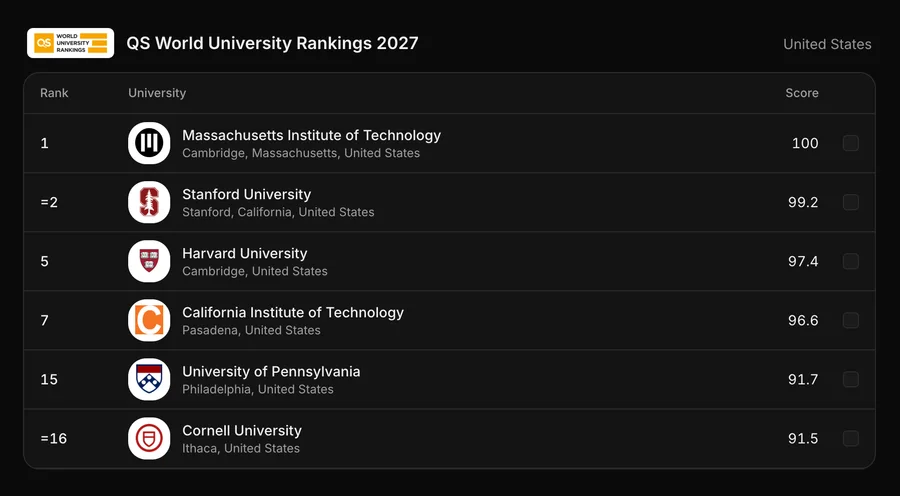 QS WORLD UNIVERSITY RANKINGS
QS World University Rankings 2027
United States
Rank University Score
1 Massachusetts Institute of Technology 100
Cambridge, Massachusetts, United States
=2 Stanford University 99.2
Stanford, California, United States
5 Harvard University 97.4
Cambridge, United States
7 California Institute of Technology 96.6
Pasadena, United States
15 University of Pennsylvania 91.7
Philadelphia, United States
=16 Cornell University 91.5
Ithaca, United States